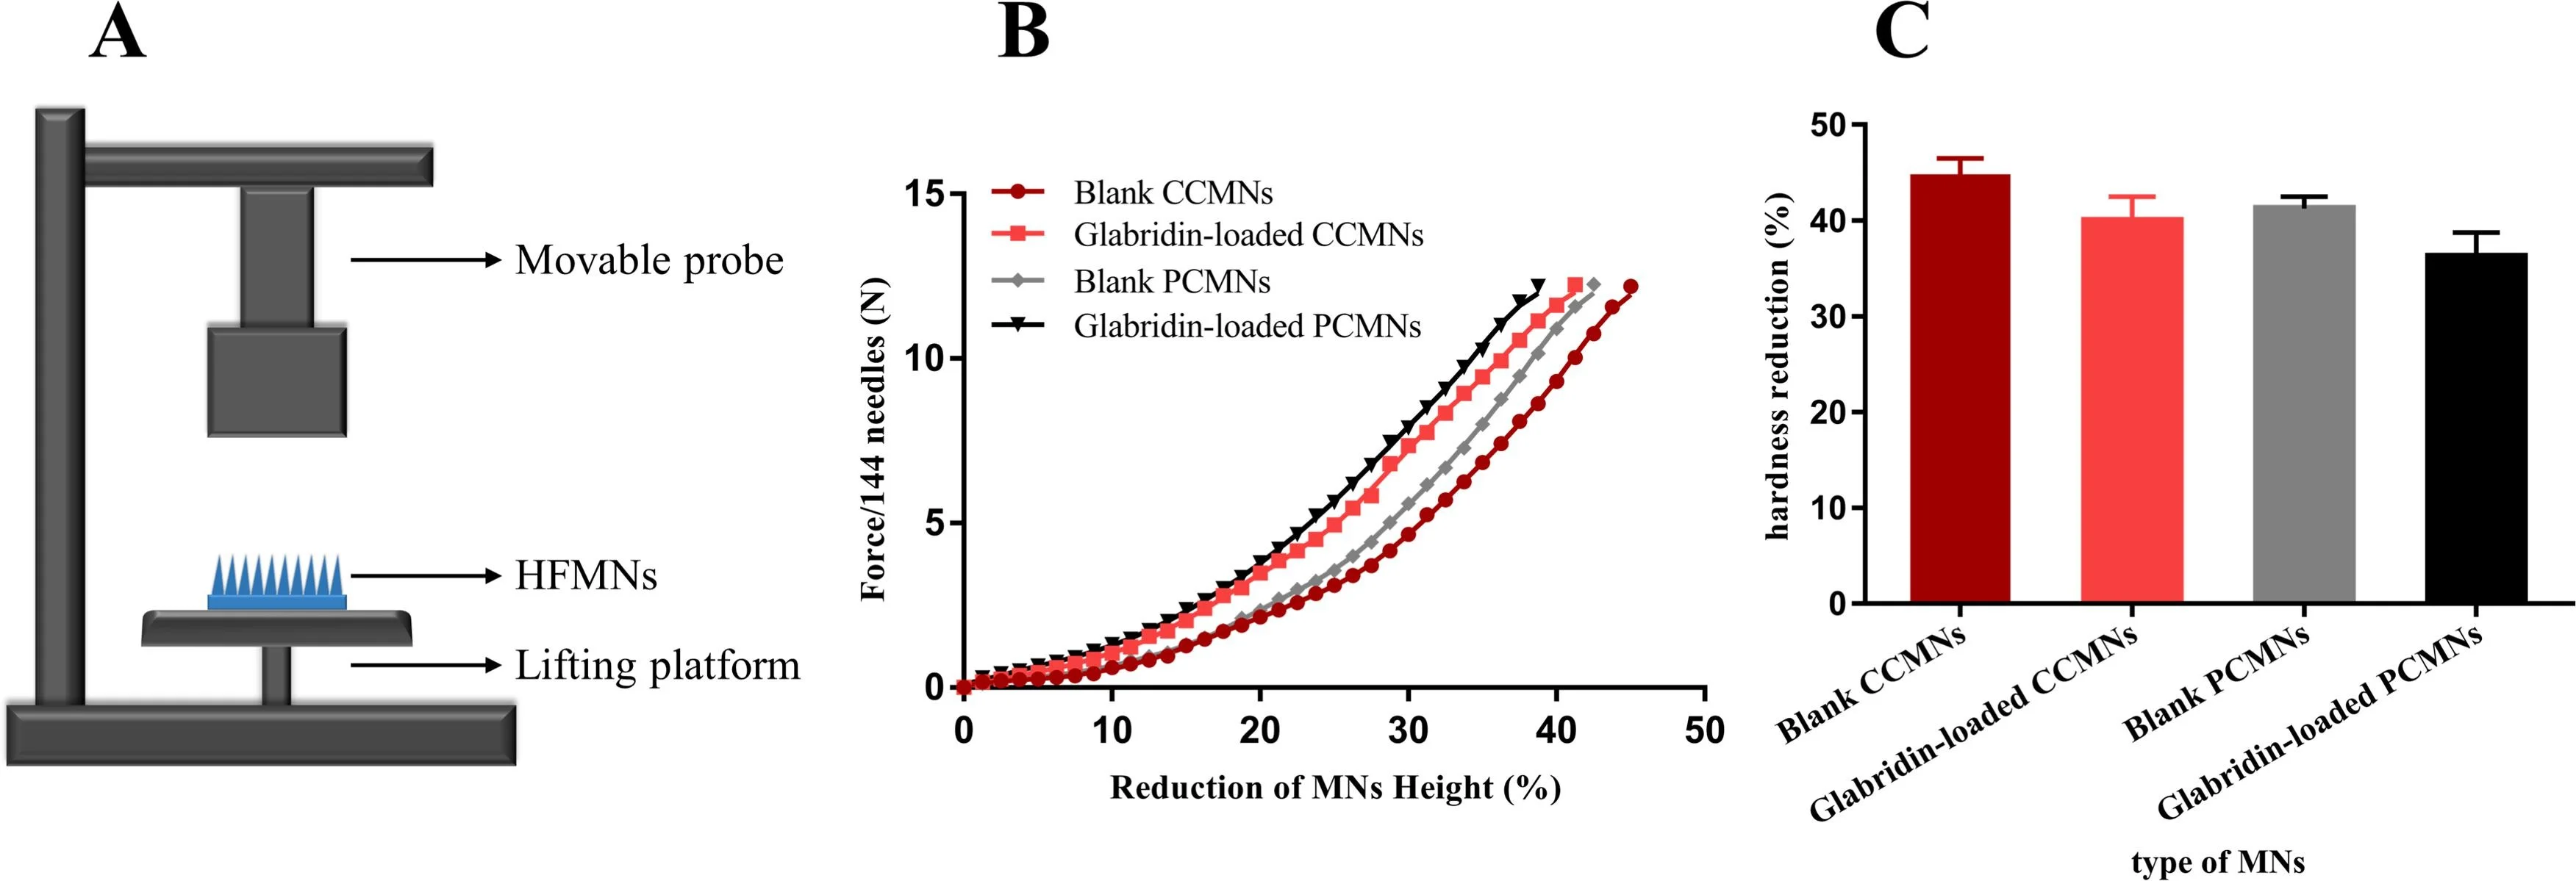 A
Movable probe
HFMNs
Lifting platform
B
Blank CCMNs
Glabridin-loaded CCMNs
Blank PCMNs
Glabridin-loaded PCMNs
Force/144 needles (N)
15
10
5
0
0 10 20 30 40 50
Reduction of MNs Height (%)
C
hardness reduction (%)
50
40
30
20
10
0
Blank CCMNs
Glabridin-loaded CCMNs
Blank PCMNs
Glabridin-loaded PCMNs
type of MNs